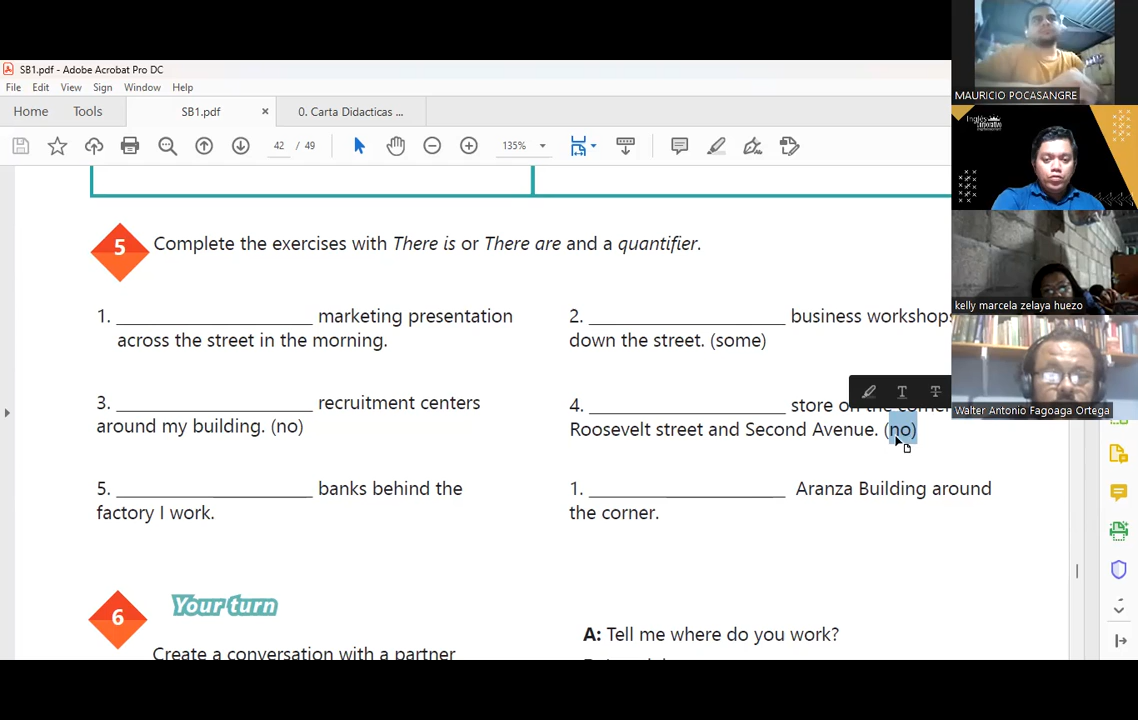 SB1.pdf - Adobe Acrobat Pro DC
File Edit View Sign Window Help
Home Tools SB1.pdf × 0. Carta Didacticas ...
42 / 49 135%
5 Complete the exercises with There is or There are and a quantifier.
1. ____________________ marketing presentation
across the street in the morning.
2. ____________________ business workshops
down the street. (some)
3. ____________________ recruitment centers
around my building. (no)
4. ____________________ store on the corner
Roosevelt street and Second Avenue. (no)
5. ____________________ banks behind the
factory I work.
1. ____________________ Aranza Building around
the corner.
6 Your turn
Create a conversation with a partner
A: Tell me where do you work?
MAURICIO POCASANGRE
Inglés
kelly marcela zelaya huezo
Walter Antonio Fagoaga Ortega